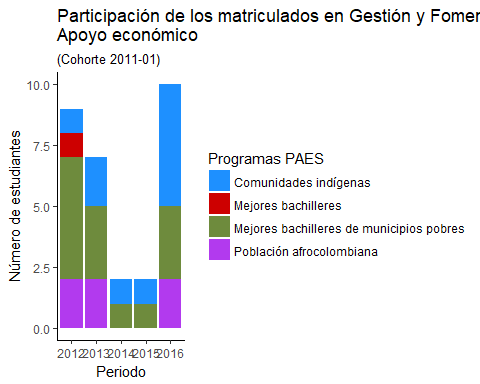 Participación de los matriculados en Gestión y Fomer
Apoyo económico
(Cohorte 2011-01)
Número de estudiantes
10.0
7.5
5.0
2.5
0.0
2012 2013 2014 2015 2016
Periodo
Programas PAES
Comunidades indígenas
Mejores bachilleres
Mejores bachilleres de municipios pobres
Población afrocolombiana